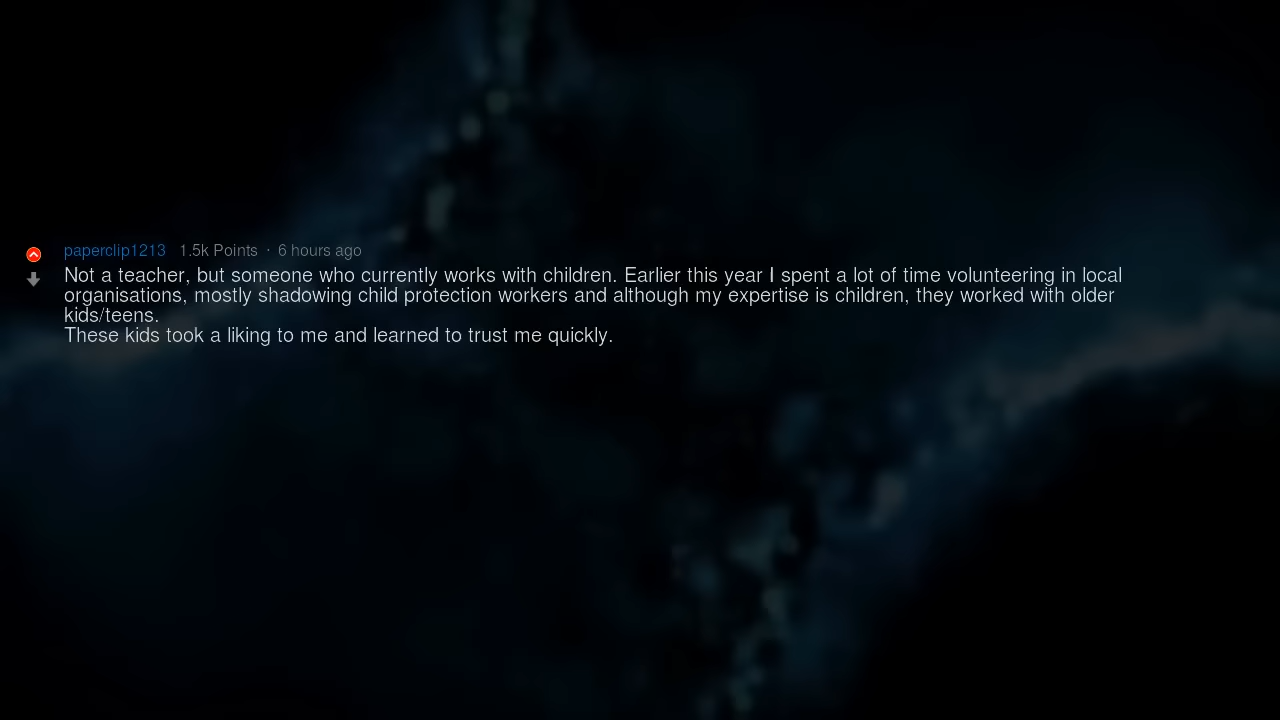 paperclip1213 1.5k Points · 6 hours ago
Not a teacher, but someone who currently works with children. Earlier this year I spent a lot of time volunteering in local
organisations, mostly shadowing child protection workers and although my expertise is children, they worked with older
kids/teens.
These kids took a liking to me and learned to trust me quickly.